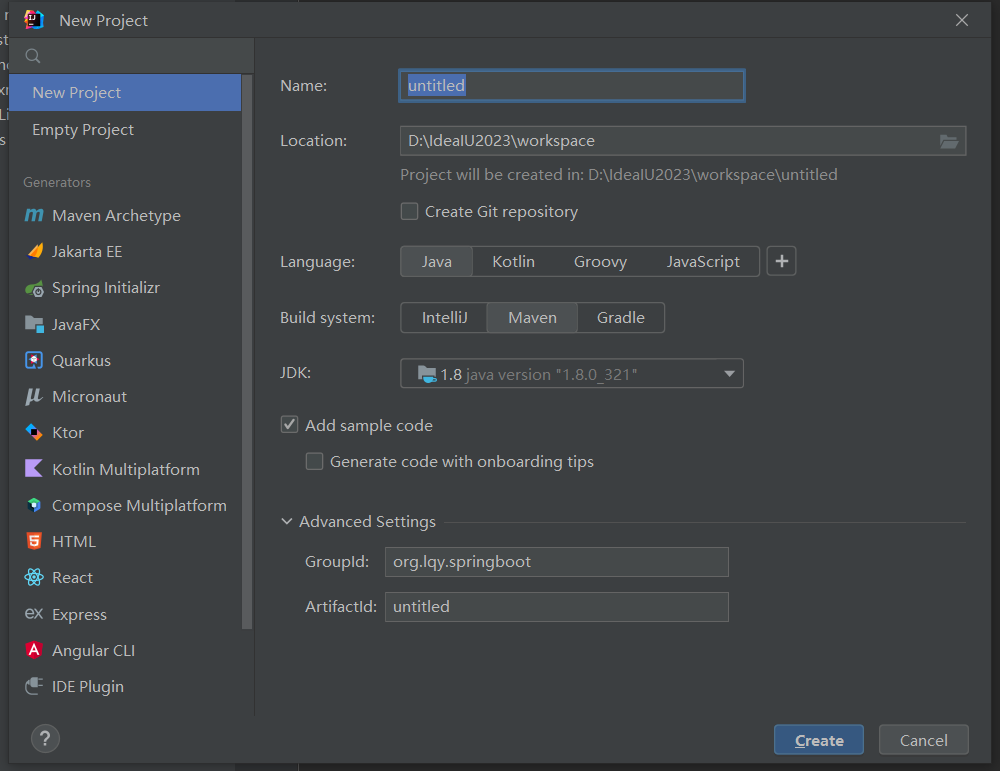 New Project
New Project
Empty Project
Generators
Maven Archetype
Jakarta EE
Spring Initializr
JavaFX
Quarkus
Micronaut
Ktor
Kotlin Multiplatform
Compose Multiplatform
HTML
React
Express
Angular CLI
IDE Plugin
Name: untitled
Location: D:\IdeaIU2023\workspace
Project will be created in: D:\IdeaIU2023\workspace\untitled
Create Git repository
Language: Java Kotlin Groovy JavaScript +
Build system: IntelliJ Maven Gradle
JDK: 1.8 java version "1.8.0_321"
Add sample code
Generate code with onboarding tips
Advanced Settings
GroupId: org.lqy.springboot
ArtifactId: untitled
? Create Cancel